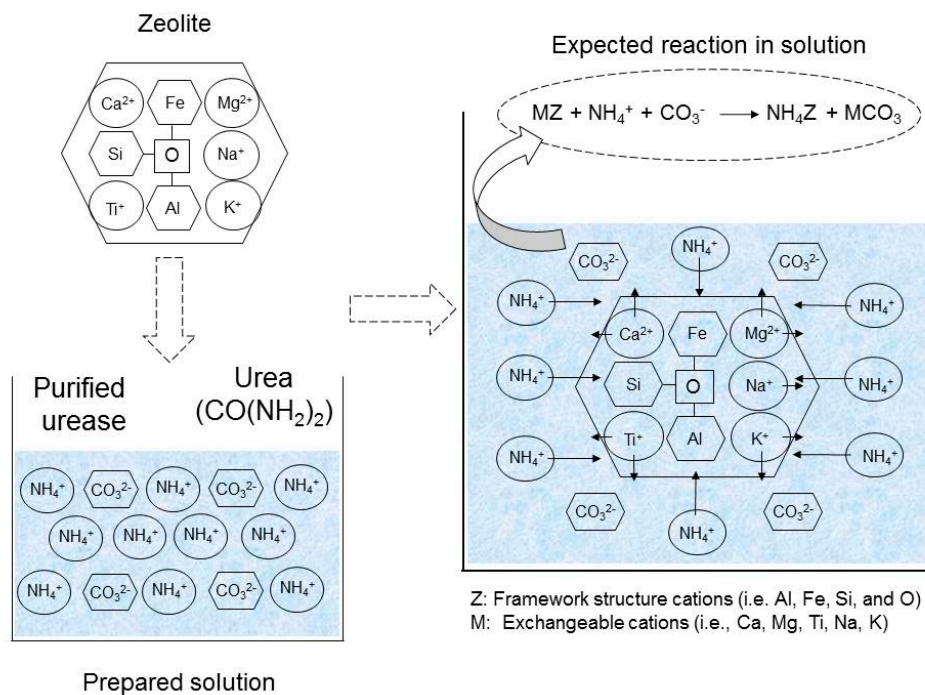 Zeolite
Ca²⁺ Fe Mg²⁺
Si O Na⁺
Ti⁺ Al K⁺
Purified urease
Urea (CO(NH₂)₂)
NH₄⁺ CO₃²⁻ NH₄⁺ CO₃²⁻ NH₄⁺
NH₄⁺ NH₄⁺ NH₄⁺ NH₄⁺
NH₄⁺ CO₃²⁻ NH₄⁺ CO₃²⁻ NH₄⁺
Prepared solution
Expected reaction in solution
MZ + NH₄⁺ + CO₃⁻ → NH₄Z + MCO₃
CO₃²⁻ NH₄⁺ CO₃²⁻
NH₄⁺ NH₄⁺
Ca²⁺ Fe Mg²⁺
NH₄⁺ Si O Na⁺ NH₄⁺
Ti⁺ Al K⁺
NH₄⁺ NH₄⁺
CO₃²⁻ NH₄⁺ CO₃²⁻
Z: Framework structure cations (i.e. Al, Fe, Si, and O)
M: Exchangeable cations (i.e., Ca, Mg, Ti, Na, K)